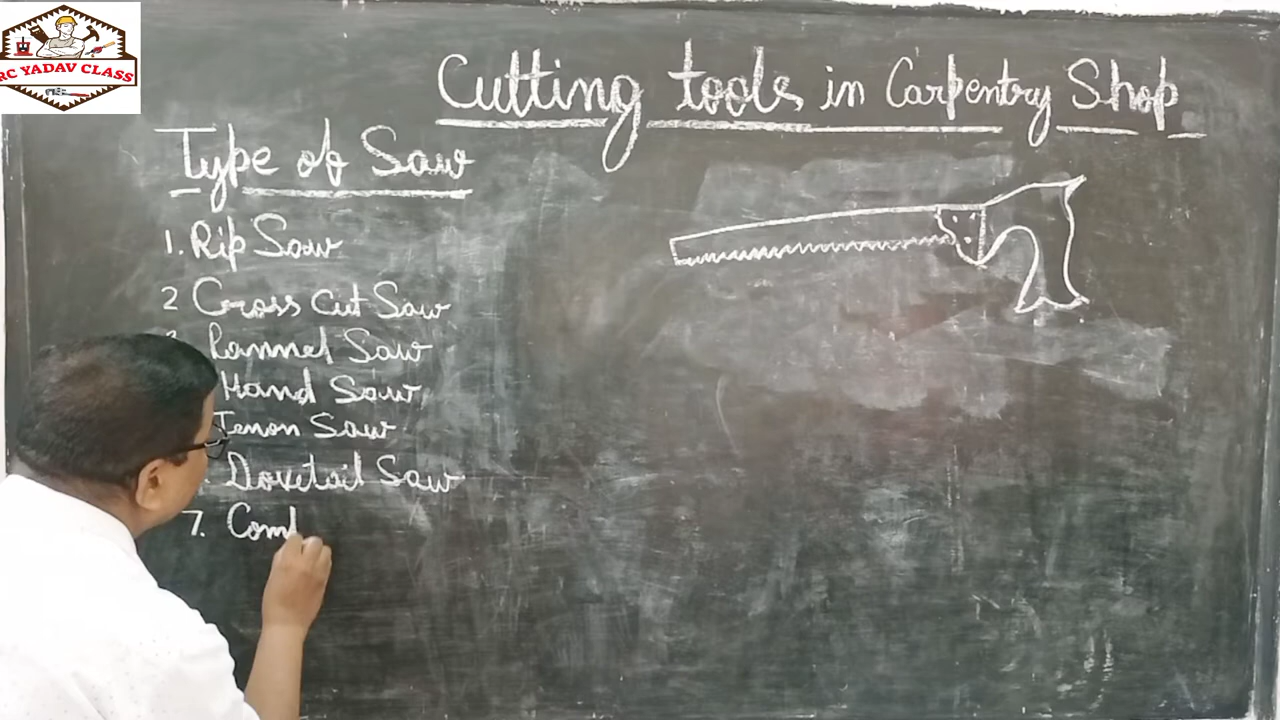 RC YADAV CLASS
Cutting tools in Carpentry Shop
Type of Saw
1. Rip Saw
2 Cross Cut Saw
Pannel Saw
Hand Saw
Tenon Saw
Dovetail Saw
7. Com